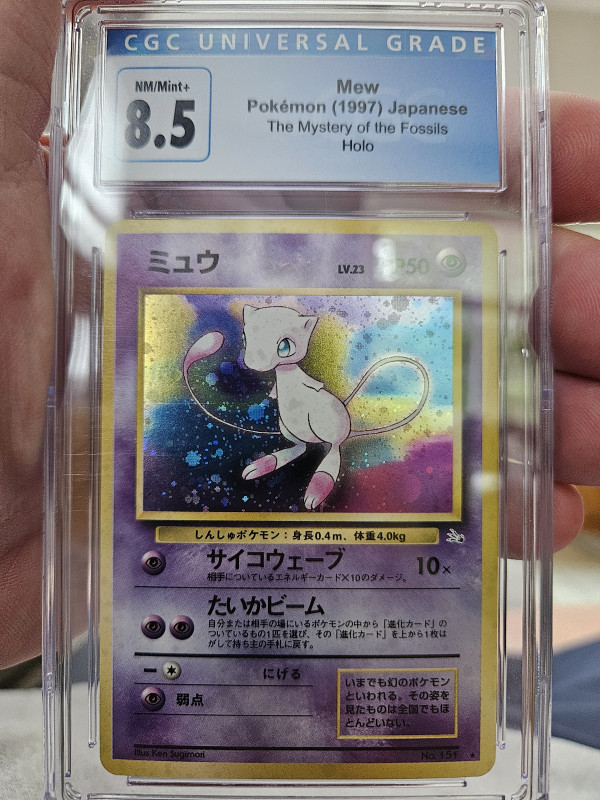 CGC UNIVERSAL GRADE
NM/Mint+
8.5
Mew
Pokémon (1997) Japanese
The Mystery of the Fossils
Holo
ミュウ
LV.23
HP50
しんしゅポケモン：身長0.4m、体重4.0kg
サイコウェーブ
10×
相手についているエネルギーカード×10のダメージ。
たいかビーム
自分または相手の場にいるポケモンの中から「進化カード」の
ついているもの1匹を選び、その「進化カード」を上から1枚は
がして持ち主の手札に戻す。
にげる
弱点
いまでも幻のポケモン
といわれる。その姿を
見たものは全国でもほ
とんどいない。
Illus.Ken Sugimori
No.151